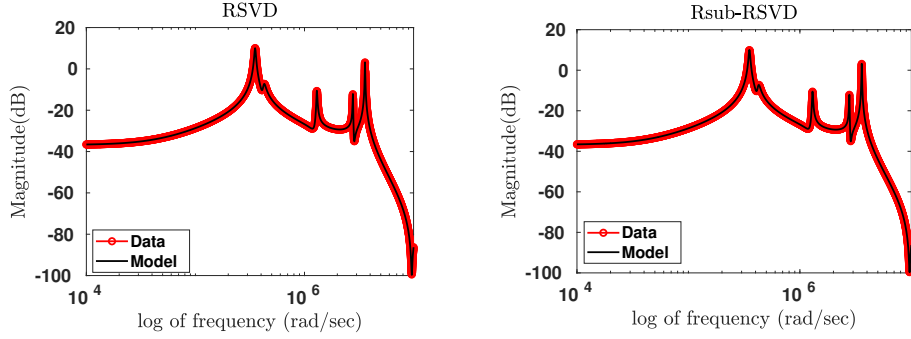 RSVD
20
0
-20
-40
-60
-80
-100
Magnitude(dB)
Data
Model
10^4
10^6
log of frequency (rad/sec)
Rsub-RSVD
20
0
-20
-40
-60
-80
-100
Magnitude(dB)
Data
Model
10^4
10^6
log of frequency (rad/sec)